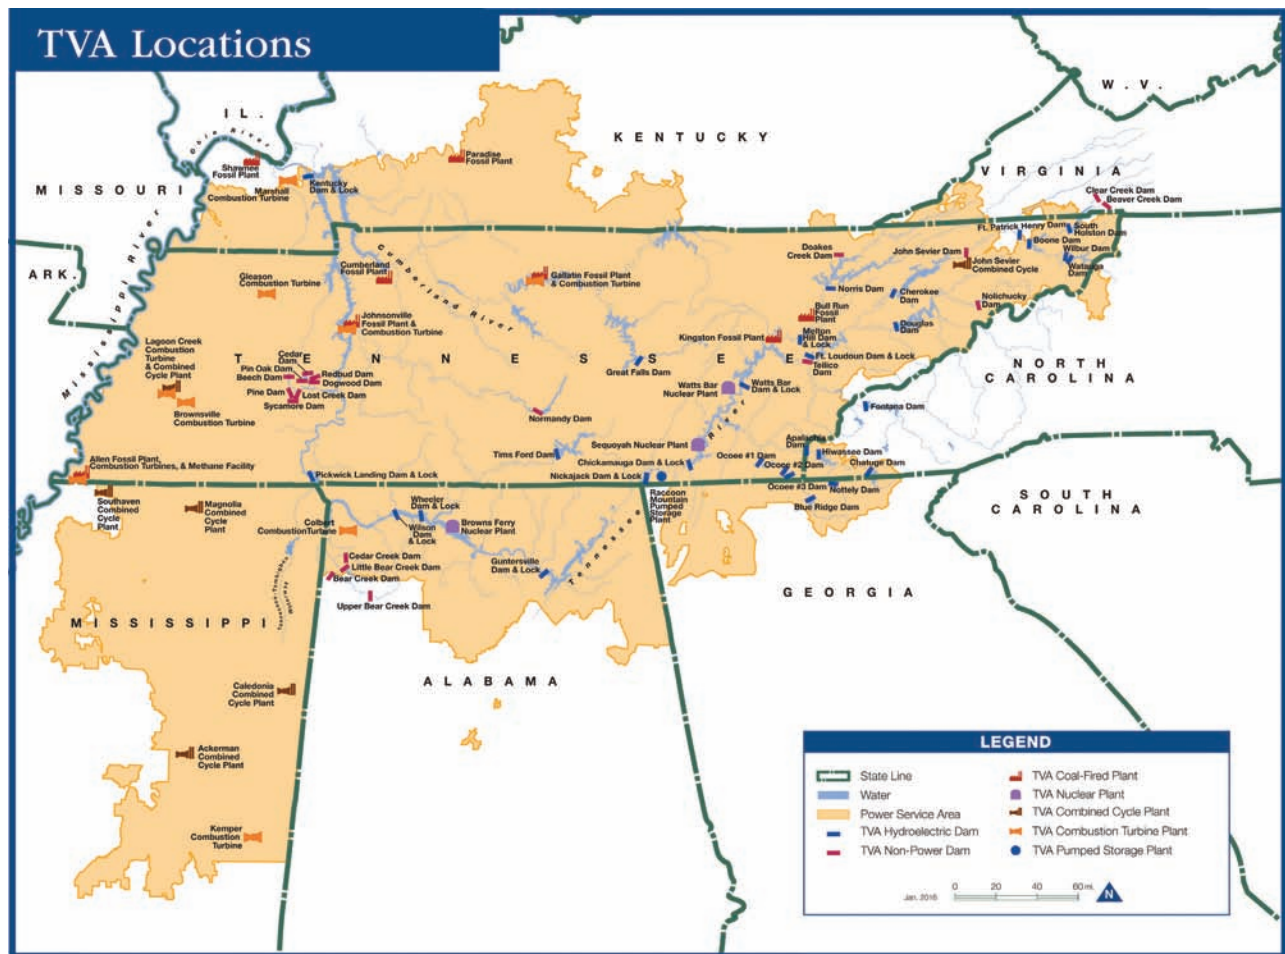 TVA Locations
W. V.
IL.
Ohio River
KENTUCKY
Paradise
Fossil Plant
Shawnee
Fossil Plant
VIRGINIA
MISSOURI
Marshall
Combustion Turbine
Kentucky
Dam & Lock
Clear Creek Dam
Beaver Creek Dam
Mississippi River
Ft. Patrick Henry Dam
South
Holston Dam
Boone Dam
Wilbur Dam
Watauga
Dam
ARK.
Cumberland
Fossil Plant
Cumberland River
Gleason
Combustion Turbine
Gallatin Fossil Plant
& Combustion Turbine
Doakes
Creek Dam
John Sevier Dam
John Sevier
Combined Cycle
Norris Dam
Cherokee
Dam
Nolichucky
Dam
Johnsonville
Fossil Plant &
Combustion Turbine
Bull Run
Fossil
Plant
Douglas
Dam
Kingston Fossil Plant
Melton
Hill Dam
& Lock
Lagoon Creek
Combustion
Turbine
& Combined
Cycle Plant
TENNESSEE
Ft. Loudoun Dam & Lock
Tellico
Dam
NORTH
CAROLINA
Cedar
Dam
Pin Oak Dam
Redbud Dam
Beech Dam
Dogwood Dam
Pine Dam
Lost Creek Dam
Sycamore Dam
Great Falls Dam
Watts Bar
Nuclear Plant
Watts Bar
Dam & Lock
Brownsville
Combustion Turbine
Normandy Dam
Fontana Dam
Sequoyah Nuclear Plant
River
Apalachia
Dam
Hiwassee Dam
Tims Ford Dam
Chickamauga Dam & Lock
Ocoee #1 Dam
Ocoee #2 Dam
Chatuge Dam
Allen Fossil Plant,
Combustion Turbines, & Methane Facility
Pickwick Landing Dam & Lock
Nickajack Dam & Lock
Ocoee #3 Dam
Nottely Dam
Blue Ridge Dam
Raccoon
Mountain
Pumped
Storage
Plant
SOUTH
CAROLINA
Southaven
Combined
Cycle
Plant
Magnolia
Combined
Cycle
Plant
Colbert
CombustionTurbine
Wheeler
Dam & Lock
Wilson
Dam
& Lock
Browns Ferry
Nuclear Plant
Tennessee
Cedar Creek Dam
Little Bear Creek Dam
Bear Creek Dam
Guntersville
Dam & Lock
Upper Bear Creek Dam
Tennessee-Tombigbee
Waterway
GEORGIA
MISSISSIPPI
ALABAMA
Caledonia
Combined
Cycle Plant
Ackerman
Combined
Cycle Plant
Kemper
Combustion
Turbine
LEGEND
State Line
Water
Power Service Area
TVA Hydroelectric Dam
TVA Non-Power Dam
TVA Coal-Fired Plant
TVA Nuclear Plant
TVA Combined Cycle Plant
TVA Combustion Turbine Plant
TVA Pumped Storage Plant
Jan. 2016
0 20 40 60 mi.
N